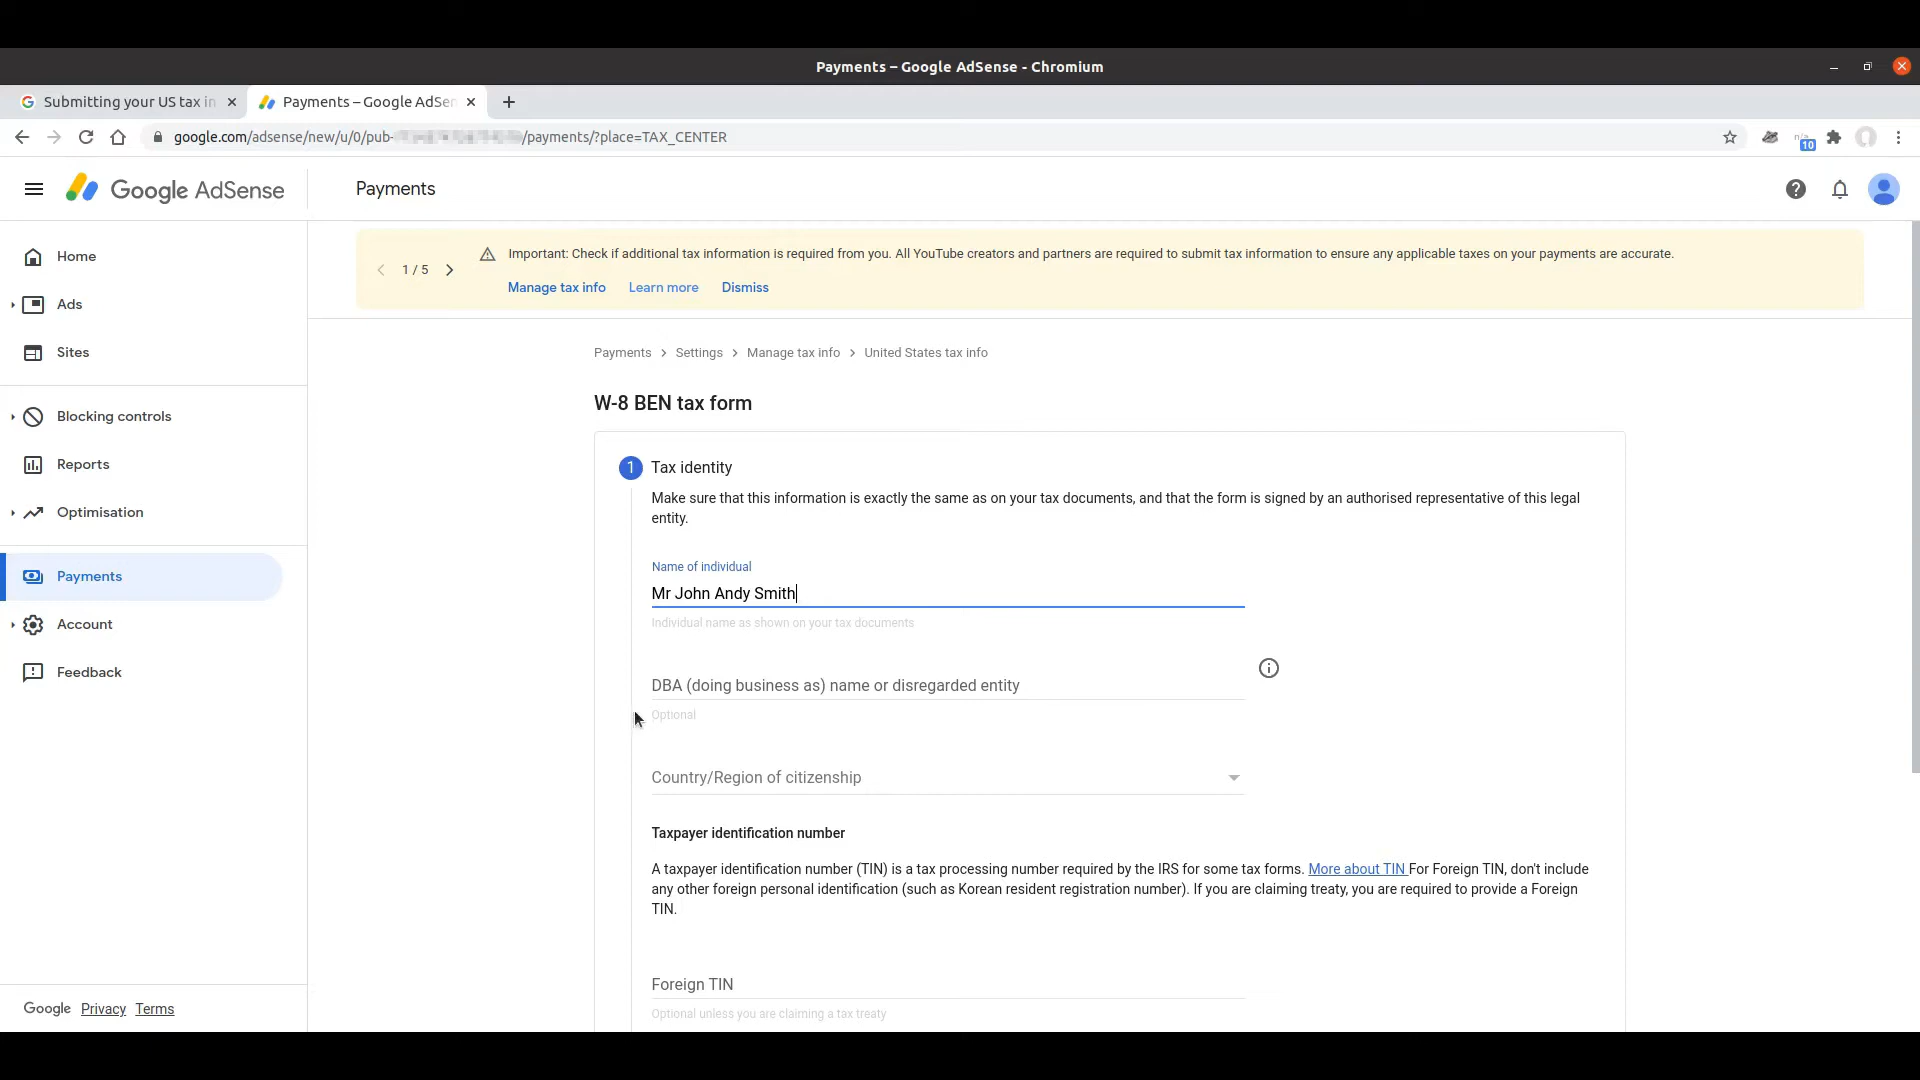 Payments – Google AdSense - Chromium
Submitting your US tax in
Payments – Google AdSen
google.com/adsense/new/u/0/pub- /payments/?place=TAX_CENTER
10
Google AdSense
Payments
Home
Ads
Sites
Blocking controls
Reports
Optimisation
Payments
Account
Feedback
Google Privacy Terms
1 / 5
Important: Check if additional tax information is required from you. All YouTube creators and partners are required to submit tax information to ensure any applicable taxes on your payments are accurate.
Manage tax info Learn more Dismiss
Payments > Settings > Manage tax info > United States tax info
W-8 BEN tax form
1 Tax identity
Make sure that this information is exactly the same as on your tax documents, and that the form is signed by an authorised representative of this legal
entity.
Name of individual
Mr John Andy Smith
Individual name as shown on your tax documents
DBA (doing business as) name or disregarded entity
Optional
Country/Region of citizenship
Taxpayer identification number
A taxpayer identification number (TIN) is a tax processing number required by the IRS for some tax forms. More about TIN For Foreign TIN, don't include
any other foreign personal identification (such as Korean resident registration number). If you are claiming treaty, you are required to provide a Foreign
TIN.
Foreign TIN
Optional unless you are claiming a tax treaty